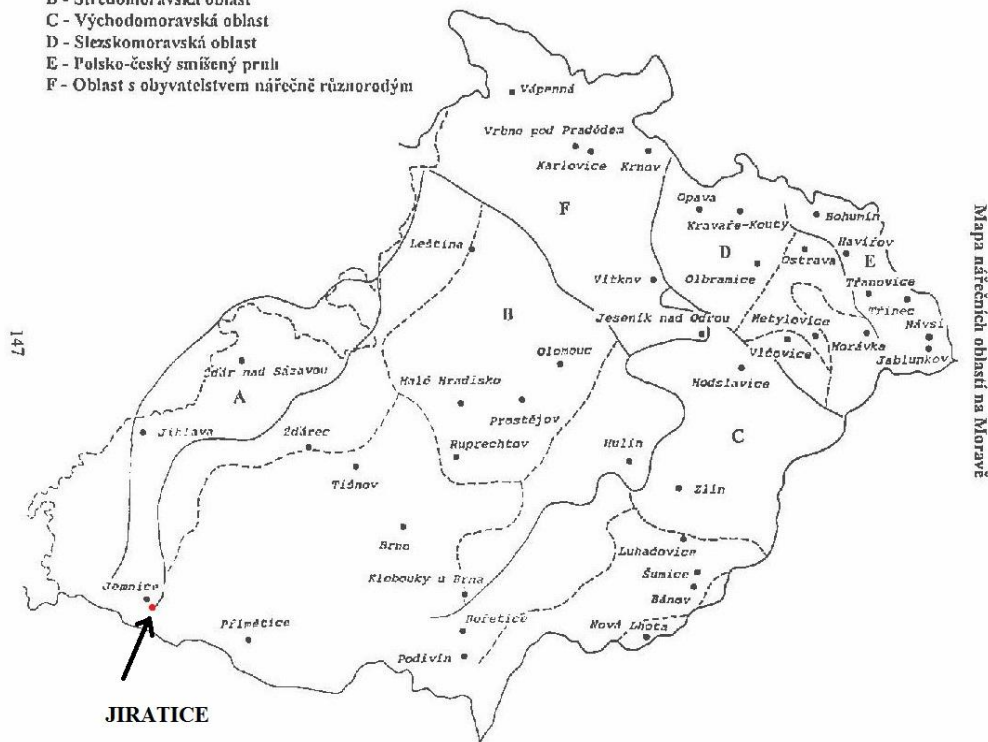 B - Středomoravská oblast
C - Východomoravská oblast
D - Slezskomoravská oblast
E - Polsko-český smíšený pruh
F - Oblast s obyvatelstvem nářečně různorodým
Vápenná
Vrbno pod Pradědem
Karlovice
Krnov
Opava
Kravaře-Kouty
Bohumín
F
Leština
D
Ostrava
Havířov
E
Olbramice
Vítkov
Třanovice
Třinec
B
Jeseník nad Odrou
Metylovice
Návsí
Morávka
Vlčovice
Jablunkov
Olomouc
Hodslavice
Žďár nad Sázavou
A
Malé Hradisko
Prostějov
C
Jihlava
Žďárec
Ruprechtov
Hulín
Tišnov
Zlín
Brno
Luhačovice
Klobouky u Brna
Šumice
Bánov
Jemnice
Přímětice
Bořetice
Nová Lhota
Podivín
JIRATICE
147
Mapa nářečních oblastí na Moravě